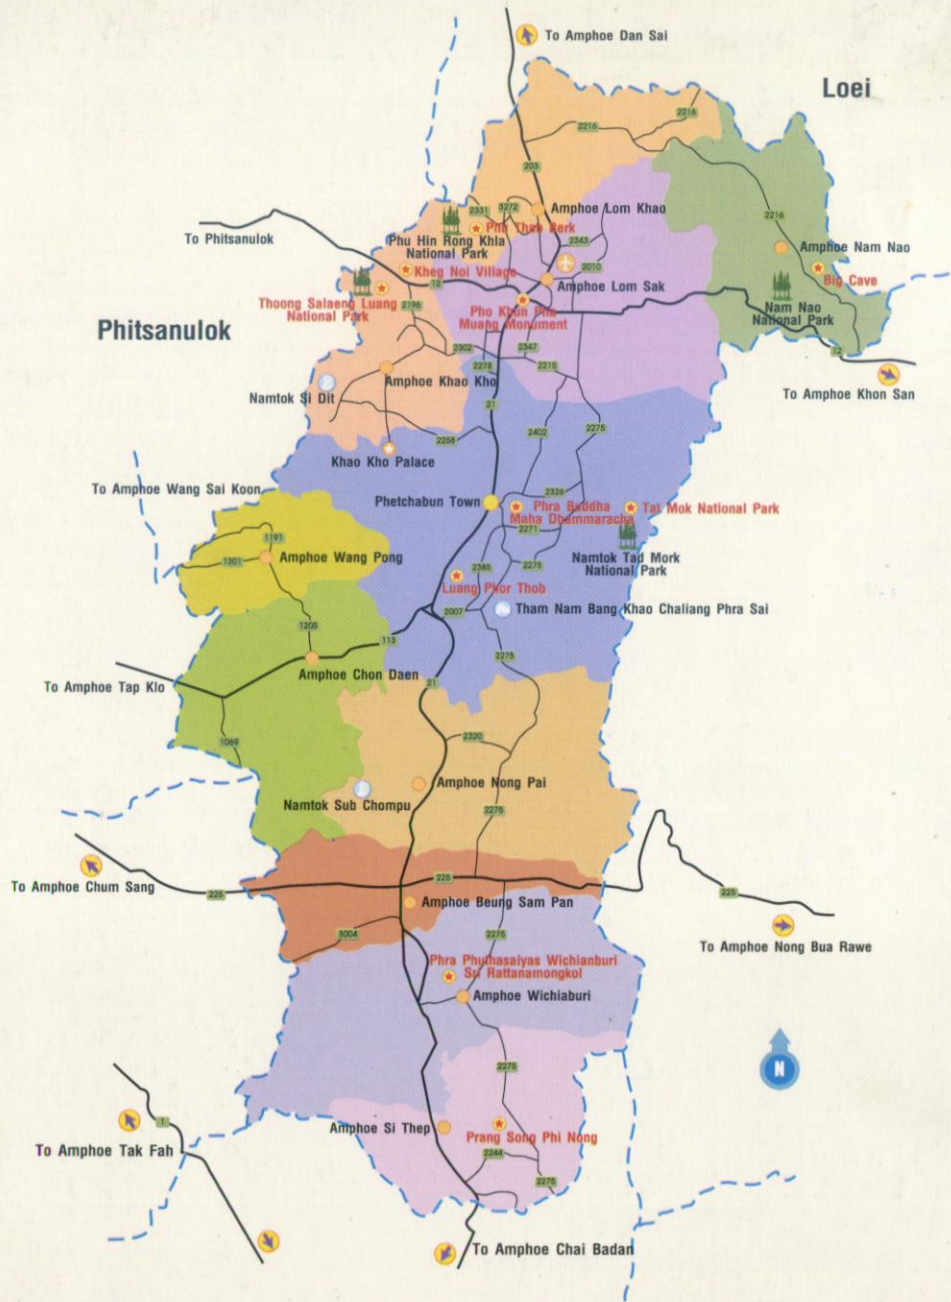 To Amphoe Dan Sai
Loei
2216
2216
203
2216
2331
3272
Amphoe Lom Khao
Phu Thap Berk
To Phitsanulok
Phu Hin Rong Khla
National Park
2343
Amphoe Nam Nao
Kheg Noi Village
2010
Big Cave
12
Amphoe Lom Sak
Thoong Salaeng Luang
National Park
2196
Pho Khun Pha
Muang Monument
Nam Nao
National Park
Phitsanulok
2302
2347
12
2278
2215
To Amphoe Khon San
Amphoe Khao Kho
Namtok Si Dit
21
2258
2402
2275
Khao Kho Palace
To Amphoe Wang Sai Koon
2326
Phetchabun Town
Phra Buddha
Maha Dhammaracha
Tat Mok National Park
2271
1191
1301
Amphoe Wang Pong
Namtok Tad Mork
National Park
2385
2275
Luang Phor Thob
2007
Tham Nam Bang Khao Chaliang Phra Sai
1205
113
2275
Amphoe Chon Daen
To Amphoe Tap Klo
21
1069
2320
Amphoe Nong Pai
Namtok Sub Chompu
2275
To Amphoe Chum Sang
225
225
225
Amphoe Beung Sam Pan
3004
2275
To Amphoe Nong Bua Rawe
Phra Phuthasaiyas Wichianburi
Sri Rattanamongkol
Amphoe Wichiaburi
2275
N
1
Amphoe Si Thep
Prang Song Phi Nong
To Amphoe Tak Fah
2244
2275
To Amphoe Chai Badan